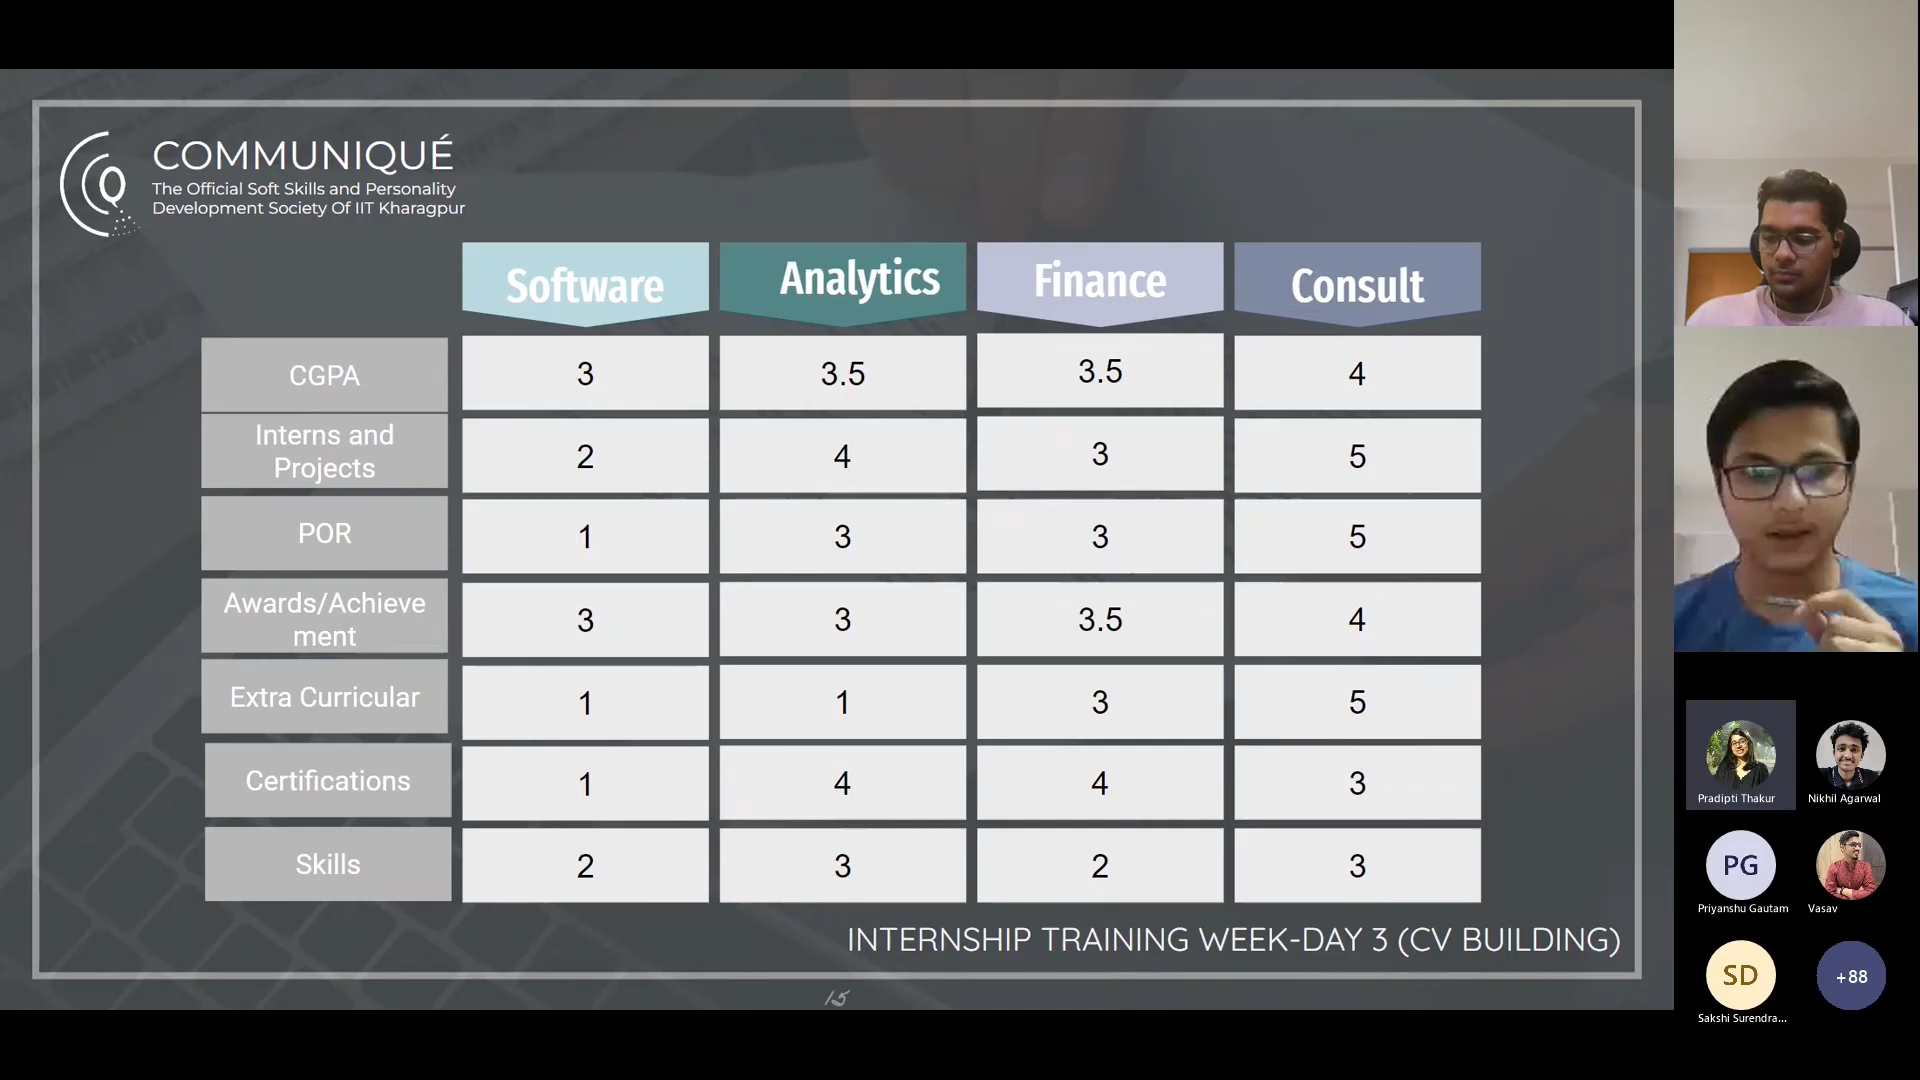 COMMUNIQUÉ
The Official Soft Skills and Personality
Development Society Of IIT Kharagpur
Software Analytics Finance Consult
CGPA 3 3.5 3.5 4
Interns and
Projects 2 4 3 5
POR 1 3 3 5
Awards/Achieve
ment 3 3 3.5 4
Extra Curricular 1 1 3 5
Certifications 1 4 4 3
Skills 2 3 2 3
INTERNSHIP TRAINING WEEK-DAY 3 (CV BUILDING)
15
Pradipti Thakur
Nikhil Agarwal
PG
Priyanshu Gautam
Vasav
SD
Sakshi Surendra...
+88